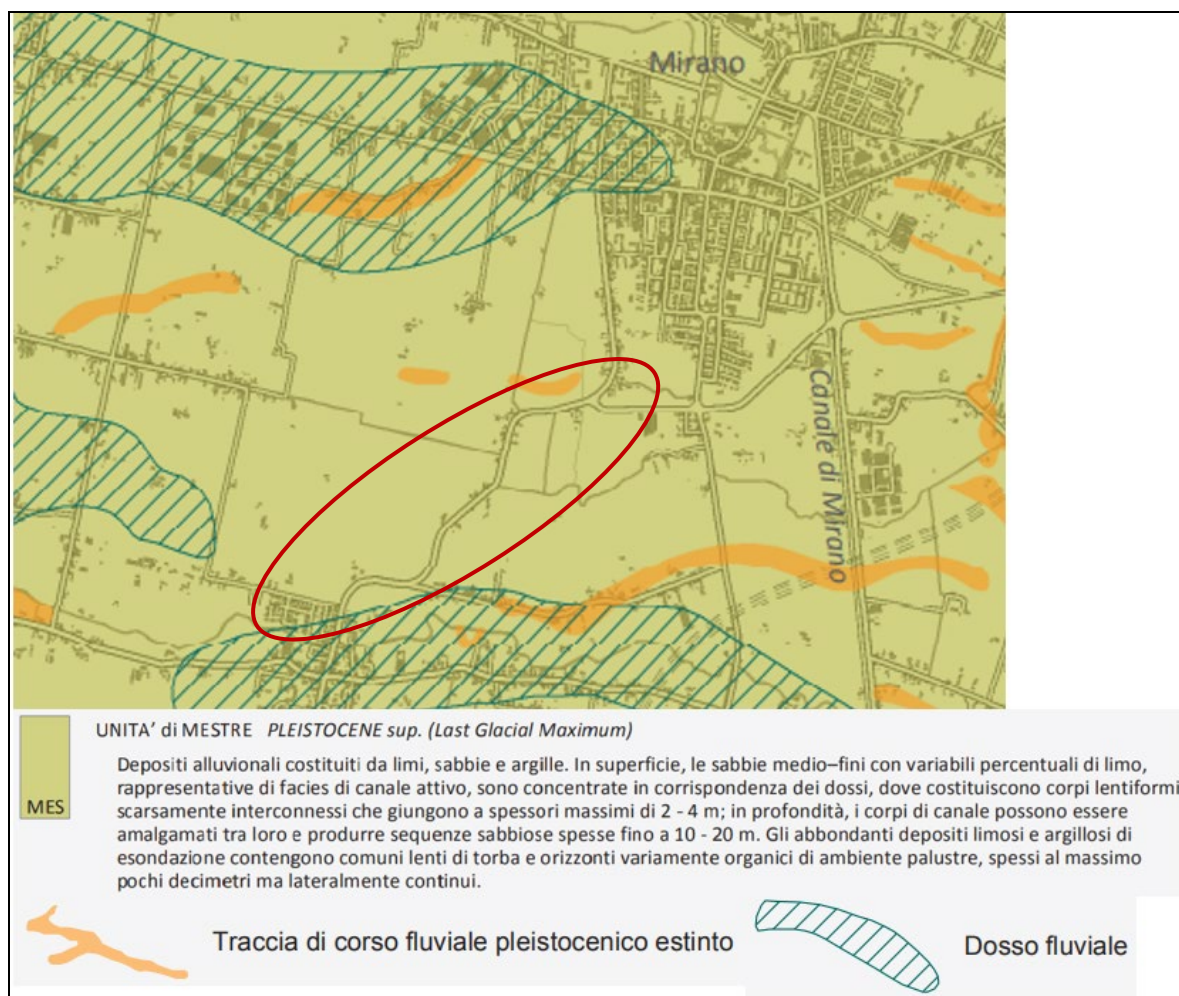 Mirano
Canale di Mirano
UNITA' di MESTRE PLEISTOCENE sup. (Last Glacial Maximum)
MES
Depositi alluvionali costituiti da limi, sabbie e argille. In superficie, le sabbie medio–fini con variabili percentuali di limo,
rappresentative di facies di canale attivo, sono concentrate in corrispondenza dei dossi, dove costituiscono corpi lentiformi
scarsamente interconnessi che giungono a spessori massimi di 2 - 4 m; in profondità, i corpi di canale possono essere
amalgamati tra loro e produrre sequenze sabbiose spesse fino a 10 - 20 m. Gli abbondanti depositi limosi e argillosi di
esondazione contengono comuni lenti di torba e orizzonti variamente organici di ambiente palustre, spessi al massimo
pochi decimetri ma lateralmente continui.
Traccia di corso fluviale pleistocenico estinto
Dosso fluviale